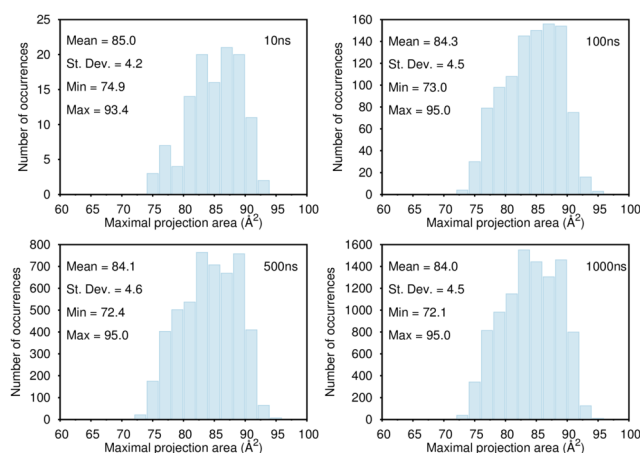 25
20
15
10
5
0
Number of occurrences
Mean = 85.0
St. Dev. = 4.2
Min = 74.9
Max = 93.4
10ns
60 65 70 75 80 85 90 95 100
Maximal projection area (Å²)
160
140
120
100
80
60
40
20
0
Number of occurrences
Mean = 84.3
St. Dev. = 4.5
Min = 73.0
Max = 95.0
100ns
60 65 70 75 80 85 90 95 100
Maximal projection area (Å²)
800
700
600
500
400
300
200
100
0
Number of occurrences
Mean = 84.1
St. Dev. = 4.6
Min = 72.4
Max = 95.0
500ns
60 65 70 75 80 85 90 95 100
Maximal projection area (Å²)
1600
1400
1200
1000
800
600
400
200
0
Number of occurrences
Mean = 84.0
St. Dev. = 4.5
Min = 72.1
Max = 95.0
1000ns
60 65 70 75 80 85 90 95 100
Maximal projection area (Å²)